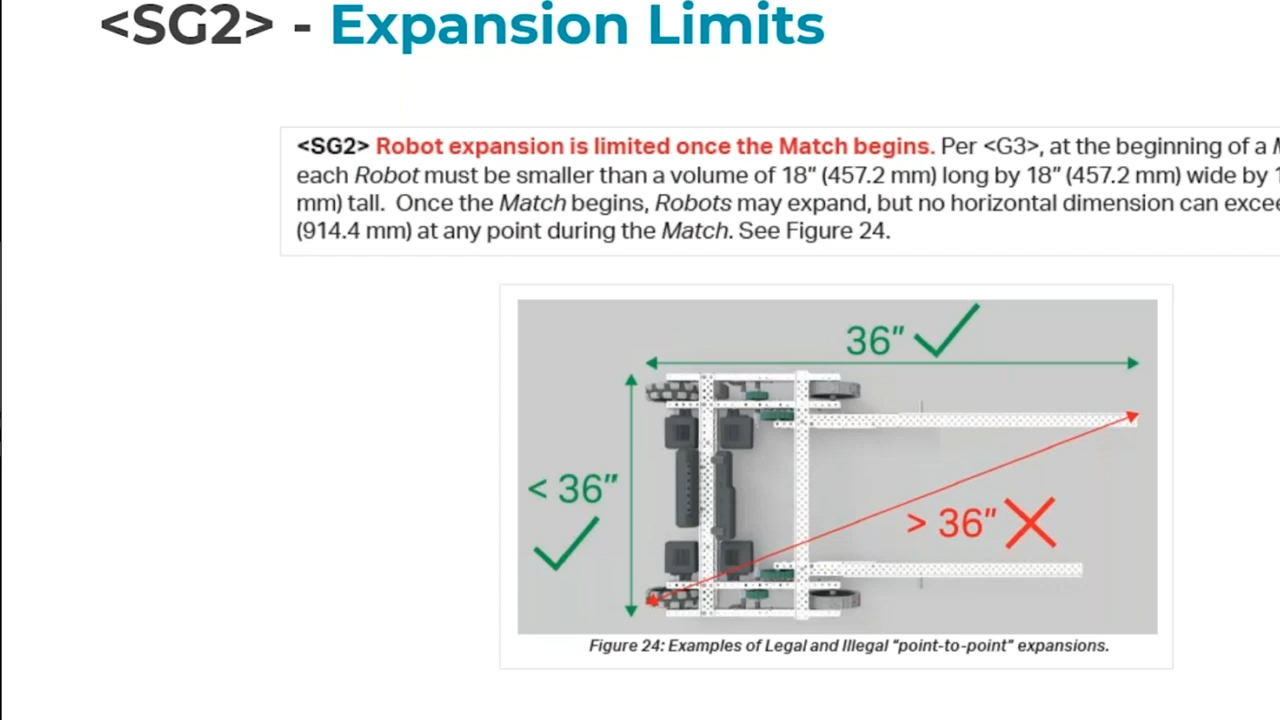 <SG2> - Expansion Limits
<SG2> Robot expansion is limited once the Match begins. Per <G3>, at the beginning of a
each Robot must be smaller than a volume of 18" (457.2 mm) long by 18" (457.2 mm) wide by
mm) tall. Once the Match begins, Robots may expand, but no horizontal dimension can
(914.4 mm) at any point during the Match. See Figure 24.
36"
< 36"
> 36"
Figure 24: Examples of Legal and Illegal "point-to-point" expansions.